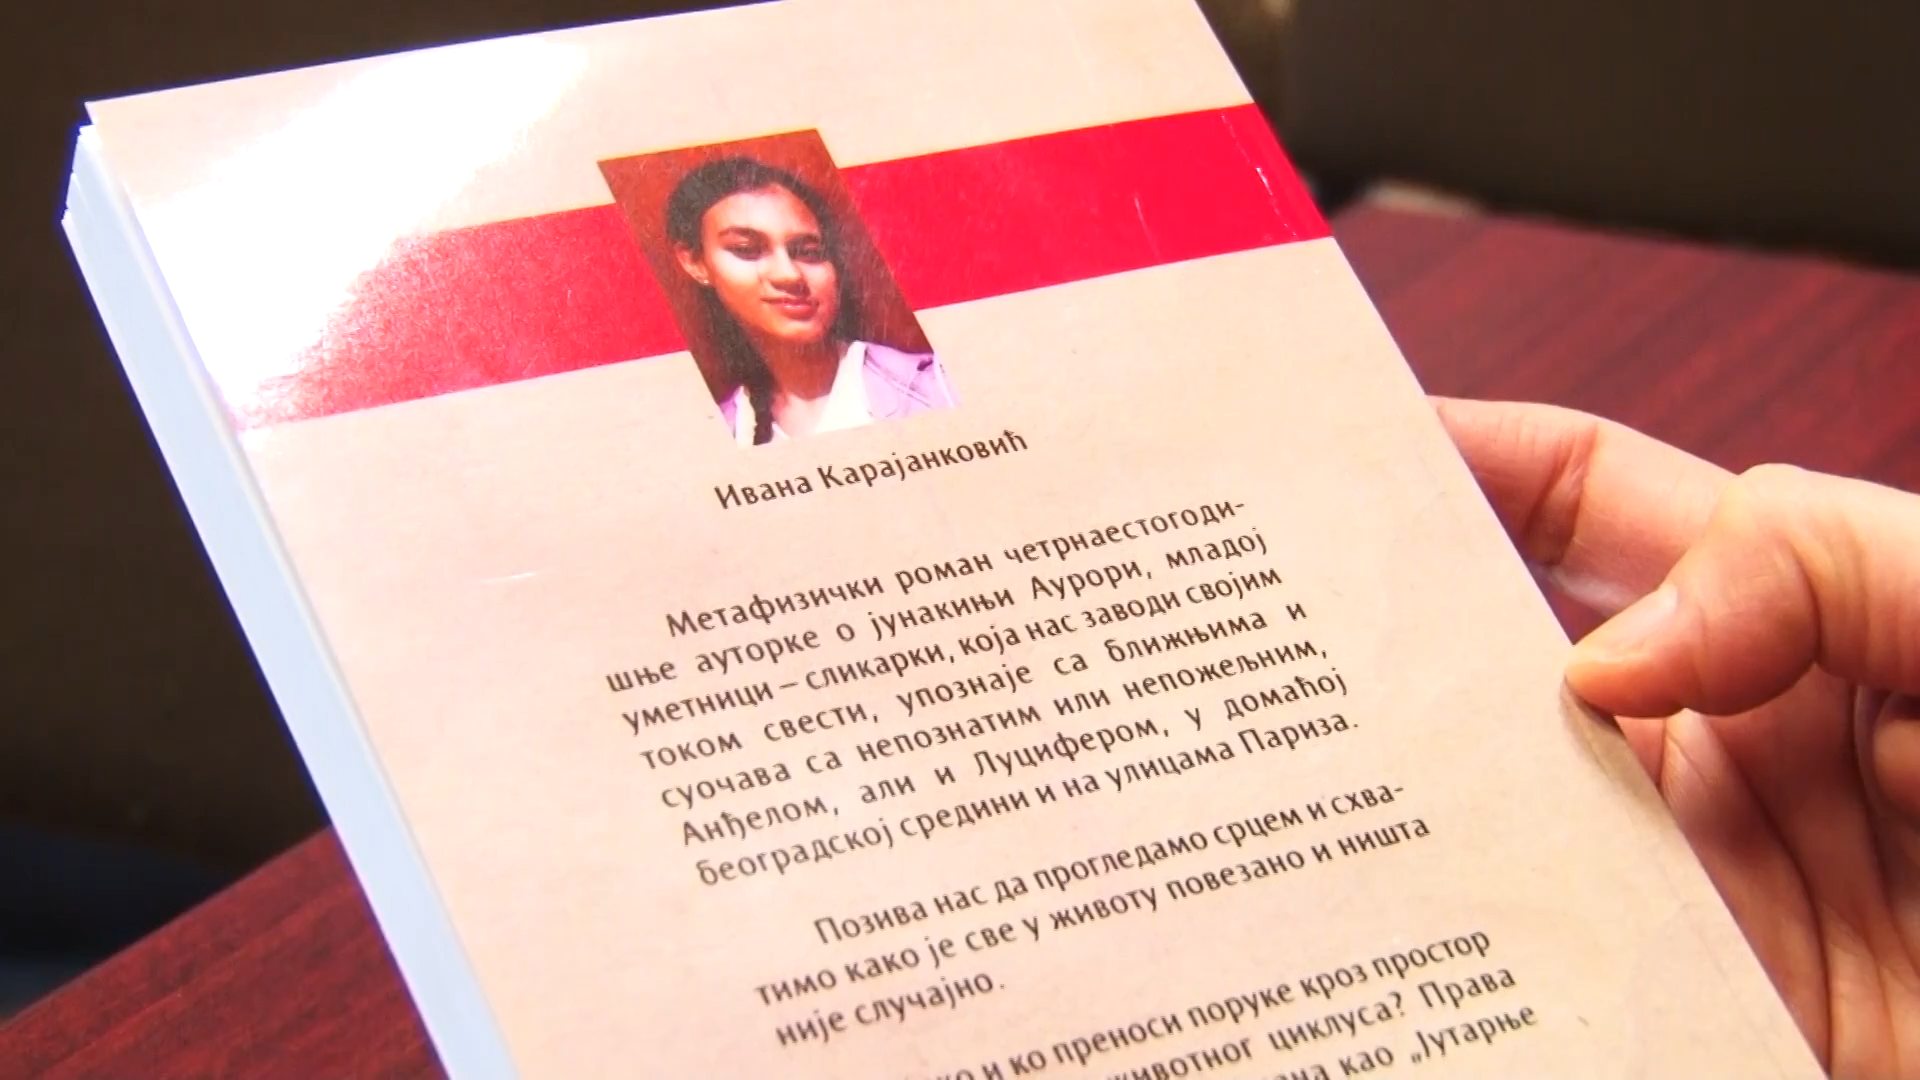 Ивана Карајанковић
Метафизички роман четрнаестогоди-
шње ауторке о јунакињи Аурори, младој
уметници – сликарки, која нас заводи својим
током свести, упознаје са ближњима и
суочава са непознатим или непожељним,
Анђелом, али и Луцифером, у домаћој
београдској средини и на улицама Париза.
Позива нас да прогледамо срцем и схва-
тимо како је све у животу повезано и ништа
није случајно.
и ко преноси поруке кроз простор
животног циклуса? Права
као „Јутарње